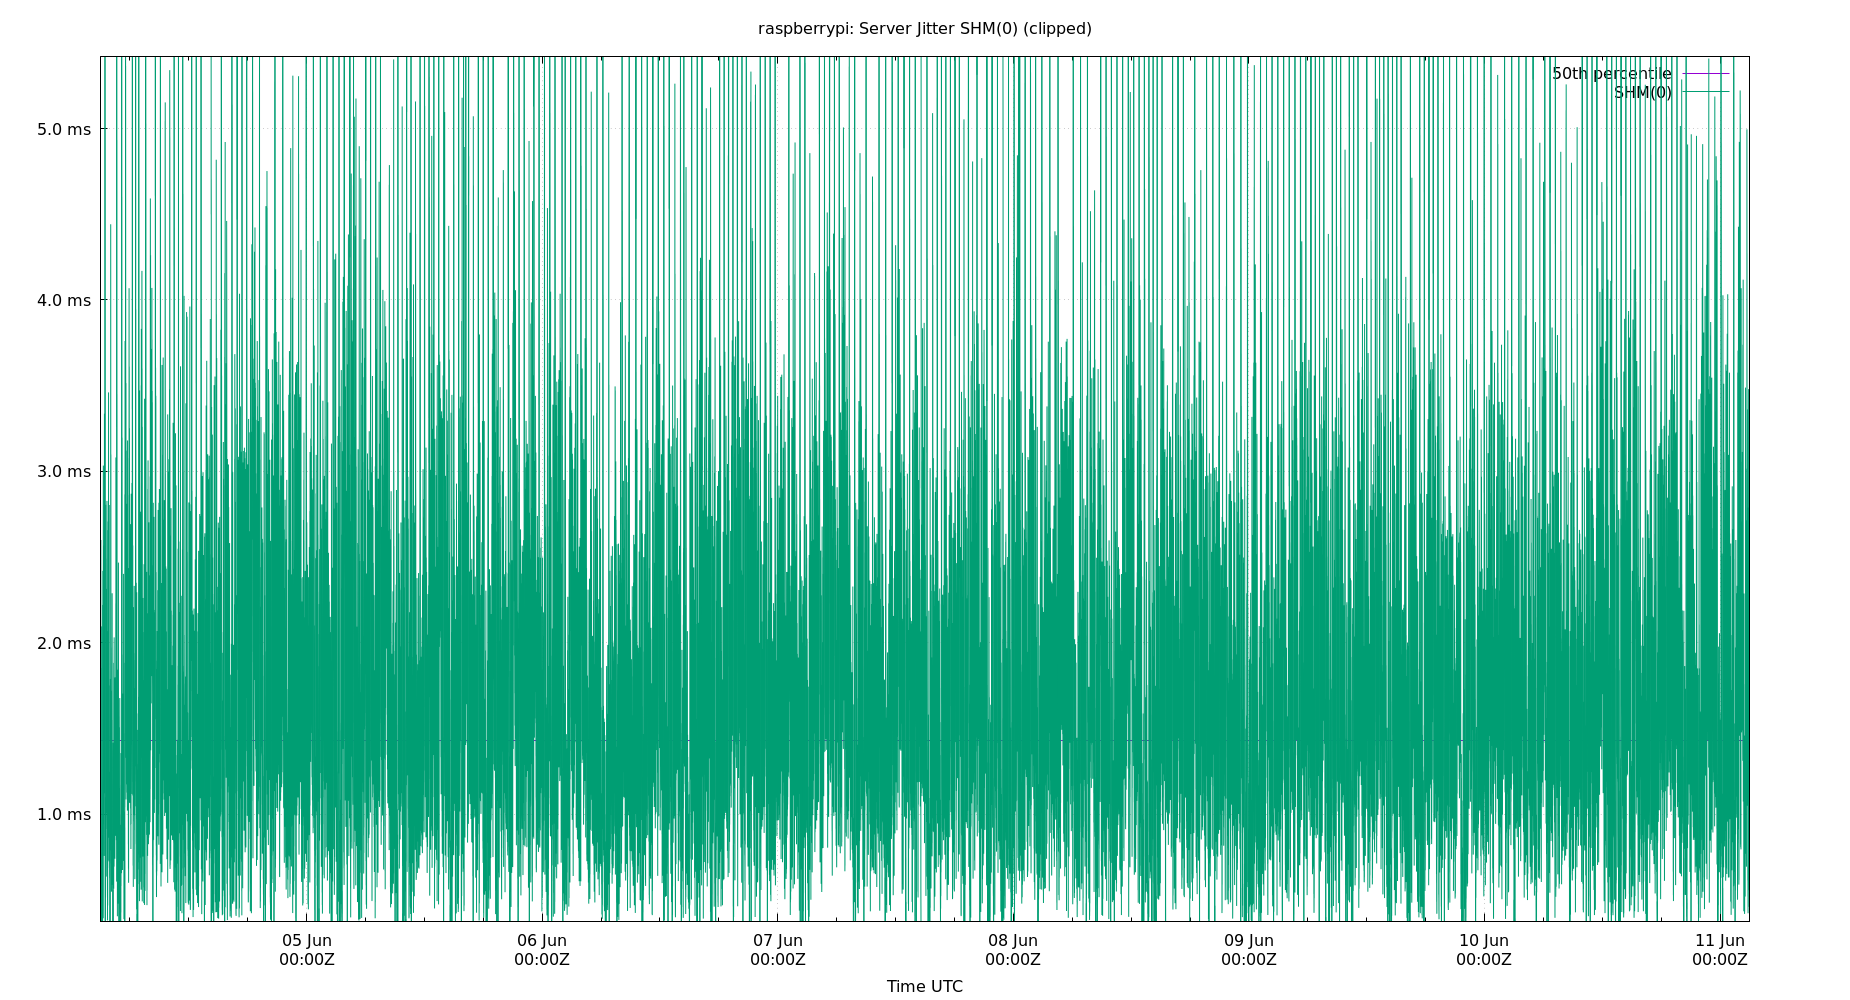 raspberrypi: Server Jitter SHM(0) (clipped)
50th percentile
SHM(0)
5.0 ms
4.0 ms
3.0 ms
2.0 ms
1.0 ms
05 Jun 06 Jun 07 Jun 08 Jun 09 Jun 10 Jun 11 Jun
00:00Z 00:00Z 00:00Z 00:00Z 00:00Z 00:00Z 00:00Z
Time UTC